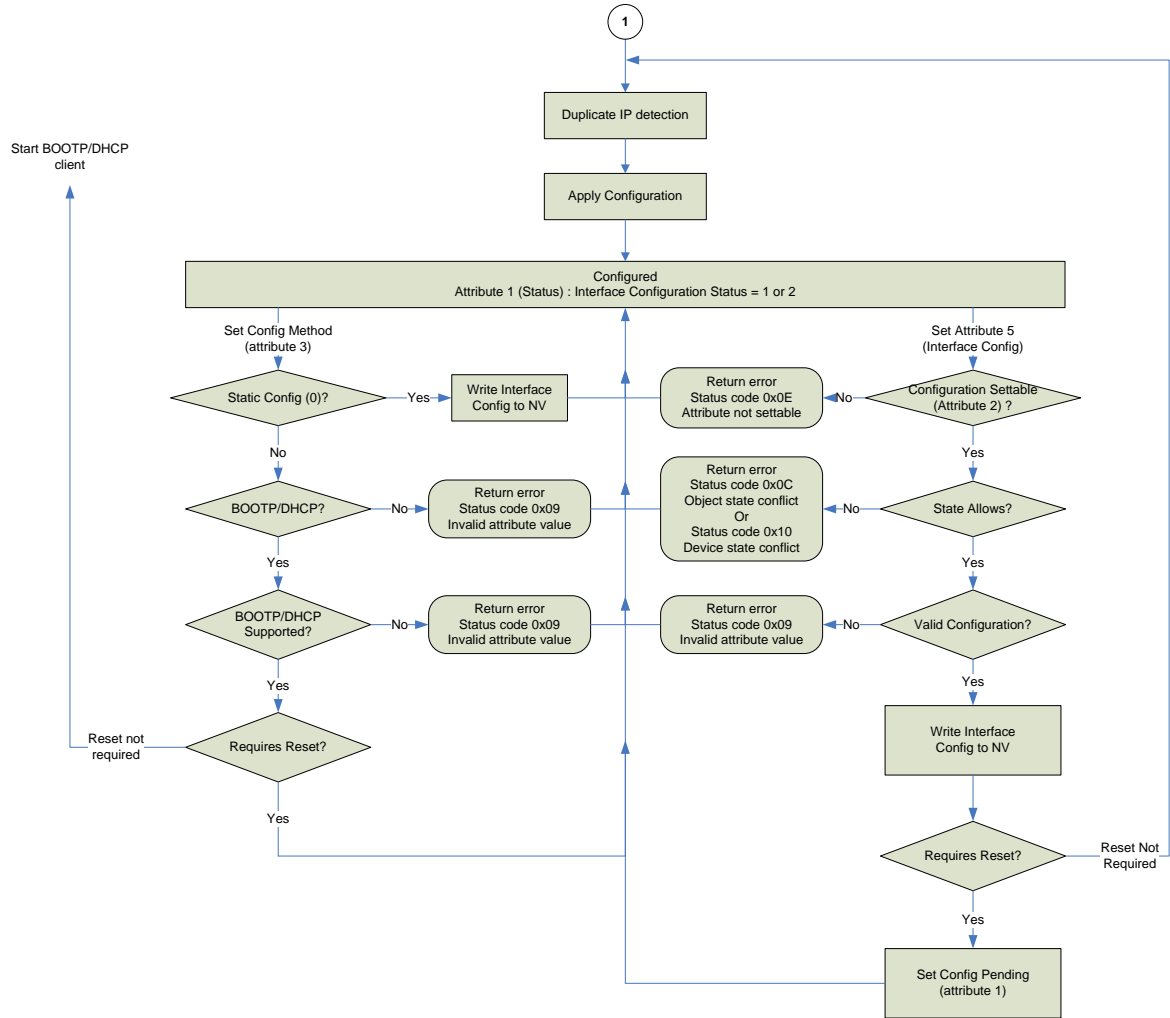 1
Duplicate IP detection
Start BOOTP/DHCP
client
Apply Configuration
Configured
Attribute 1 (Status) : Interface Configuration Status = 1 or 2
Set Config Method
(attribute 3)
Set Attribute 5
(Interface Config)
Static Config (0)?
Yes
Write Interface
Config to NV
Return error
Status code 0x0E
Attribute not settable
No
Configuration Settable
(Attribute 2) ?
No
Yes
BOOTP/DHCP?
No
Return error
Status code 0x09
Invalid attribute value
Return error
Status code 0x0C
Object state conflict
Or
Status code 0x10
Device state conflict
No
State Allows?
Yes
Yes
BOOTP/DHCP
Supported?
No
Return error
Status code 0x09
Invalid attribute value
Return error
Status code 0x09
Invalid attribute value
No
Valid Configuration?
Yes
Yes
Reset not
required
Requires Reset?
Write Interface
Config to NV
Yes
Requires Reset?
Reset Not
Required
Yes
Set Config Pending
(attribute 1)